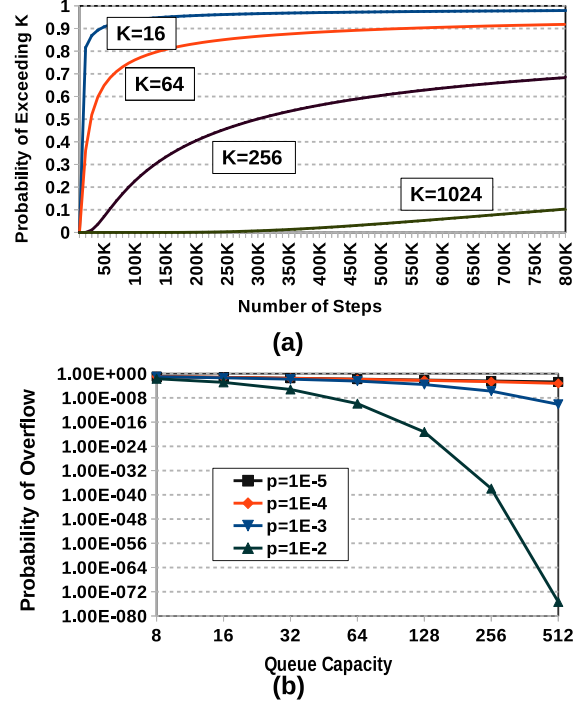 Probability of Exceeding K
1
0.9
0.8
0.7
0.6
0.5
0.4
0.3
0.2
0.1
0
K=16
K=64
K=256
K=1024
50K
100K
150K
200K
250K
300K
350K
400K
450K
500K
550K
600K
650K
700K
750K
800K
Number of Steps
(a)
Probability of Overflow
1.00E+000
1.00E-008
1.00E-016
1.00E-024
1.00E-032
1.00E-040
1.00E-048
1.00E-056
1.00E-064
1.00E-072
1.00E-080
p=1E-5
p=1E-4
p=1E-3
p=1E-2
8 16 32 64 128 256 512
Queue Capacity
(b)